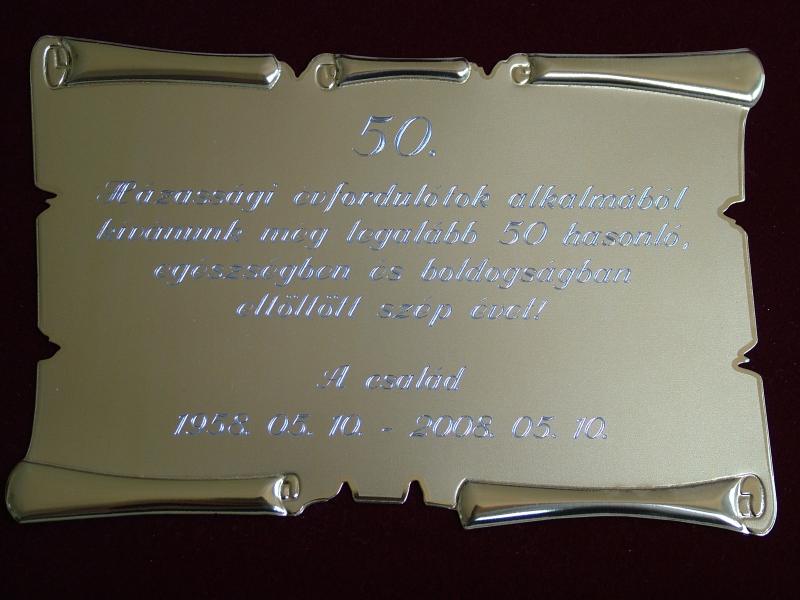 50.
Házassági évfordulótok alkalmából
kívánunk még legalább 50 hasonló,
egészségben és boldogságban
eltöltött szép évet!
A család
1958. 05. 10. - 2008. 05. 10.